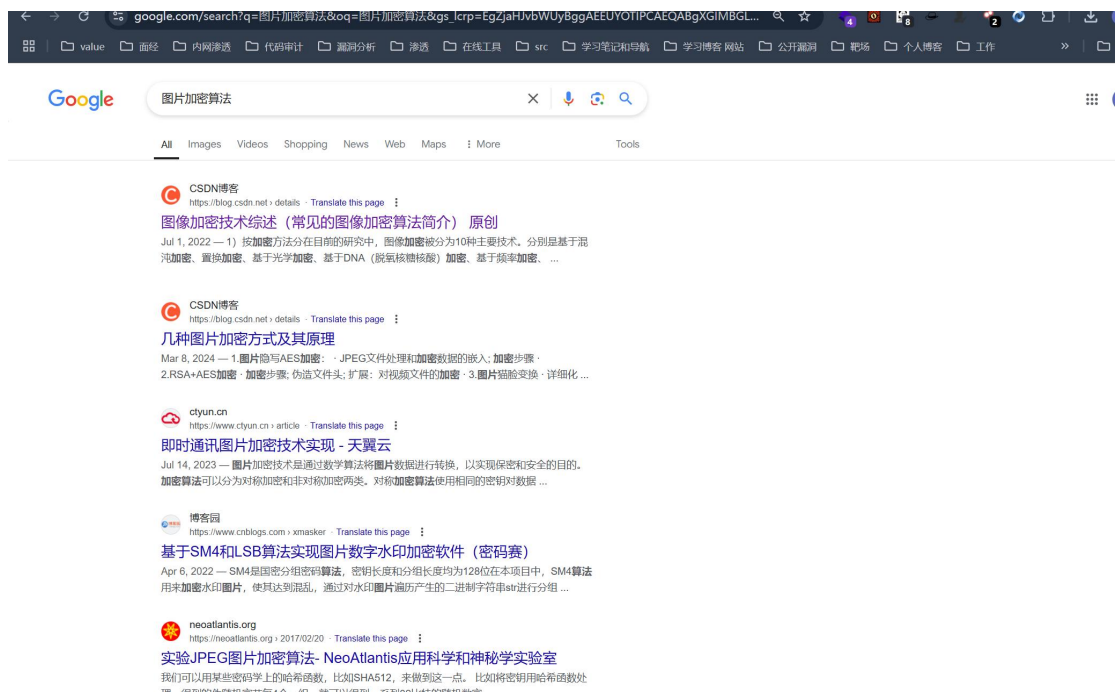 google.com/search?q=图片加密算法&oq=图片加密算法&gs_lcrp=EgZjaHJvbWUyBggAEEUYOTIPCAEQABgXGIMBGL...
4 8 2
value 面经 内网渗透 代码审计 漏洞分析 渗透 在线工具 src 学习笔记和导航 学习博客 网站 公开漏洞 靶场 个人博客 工作 »
Google 图片加密算法
All Images Videos Shopping News Web Maps More Tools
CSDN博客
https://blog.csdn.net › details · Translate this page
图像加密技术综述（常见的图像加密算法简介） 原创
Jul 1, 2022 — 1）按加密方法分在目前的研究中，图像加密被分为10种主要技术。分别是基于混
沌加密、置换加密、基于光学加密、基于DNA（脱氧核糖核酸）加密、基于频率加密、 ...
CSDN博客
https://blog.csdn.net › details · Translate this page
几种图片加密方式及其原理
Mar 8, 2024 — 1.图片隐写AES加密： · JPEG文件处理和加密数据的嵌入; 加密步骤 ·
2.RSA+AES加密 · 加密步骤; 伪造文件头; 扩展：对视频文件的加密 · 3.图片猫脸变换 · 详细化 ...
ctyun.cn
https://www.ctyun.cn › article · Translate this page
即时通讯图片加密技术实现 - 天翼云
Jul 14, 2023 — 图片加密技术是通过数学算法将图片数据进行转换，以实现保密和安全的目的。
加密算法可以分为对称加密和非对称加密两类。对称加密算法使用相同的密钥对数据 ...
博客园
https://www.cnblogs.com › xmasker · Translate this page
基于SM4和LSB算法实现图片数字水印加密软件（密码赛）
Apr 6, 2022 — SM4是国密分组密码算法，密钥长度和分组长度均为128位在本项目中，SM4算法
用来加密水印图片，使其达到混乱，通过对水印图片遍历产生的二进制字符串str进行分组 ...
neoatlantis.org
https://neoatlantis.org › 2017/02/20 · Translate this page
实验JPEG图片加密算法- NeoAtlantis应用科学和神秘学实验室
我们可以用某些密码学上的哈希函数，比如SHA512，来做到这一点。 比如将密钥用哈希函数处